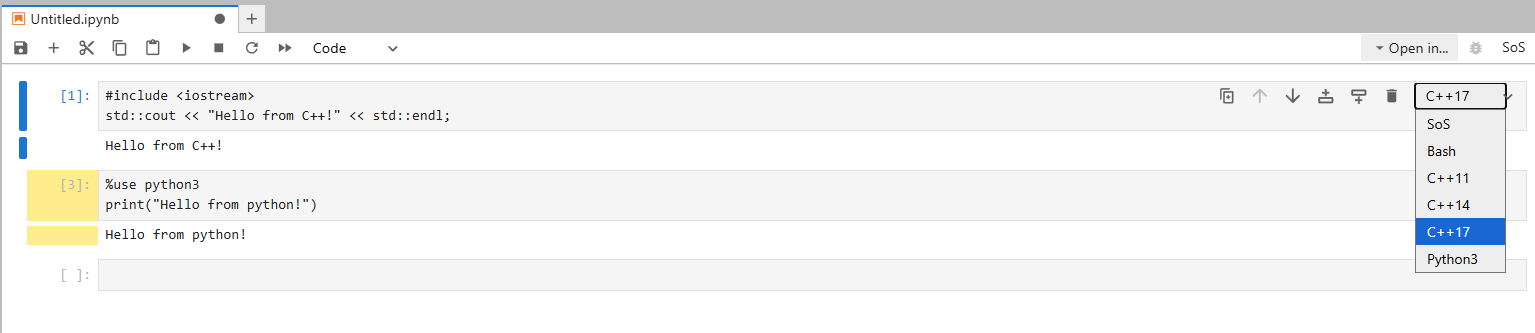 Untitled.ipynb
Code
Open in...
SoS
[1]:
#include <iostream>
std::cout << "Hello from C++!" << std::endl;
C++17
Hello from C++!
SoS
Bash
C++11
C++14
C++17
Python3
[3]:
%use python3
print("Hello from python!")
Hello from python!
[ ]: